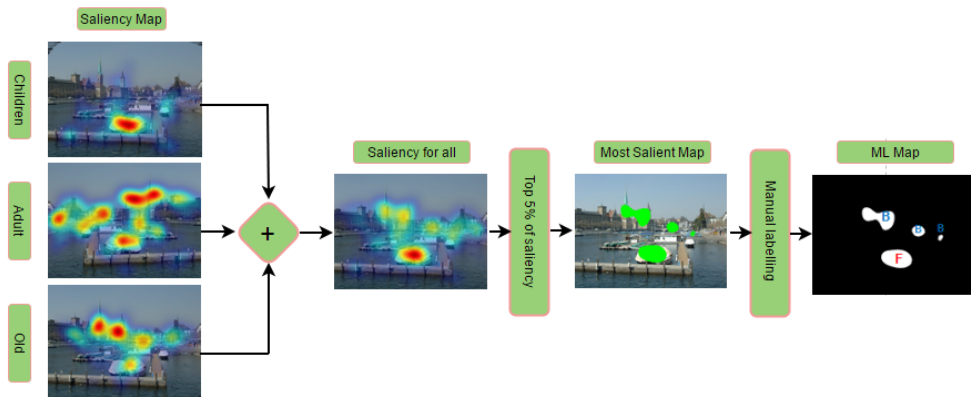 Saliency Map
Children
Adult
Old
+
Saliency for all
Top 5% of saliency
Most Salient Map
Manual labelling
ML Map
B
B
B
F